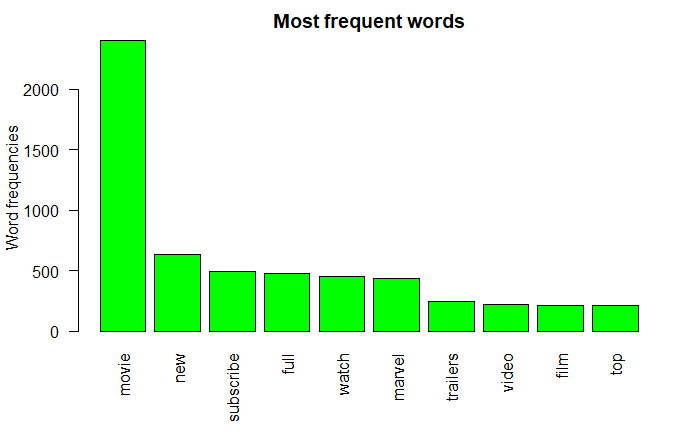 Most frequent words
Word frequencies
2000
1500
1000
500
0
movie
new
subscribe
full
watch
marvel
trailers
video
film
top